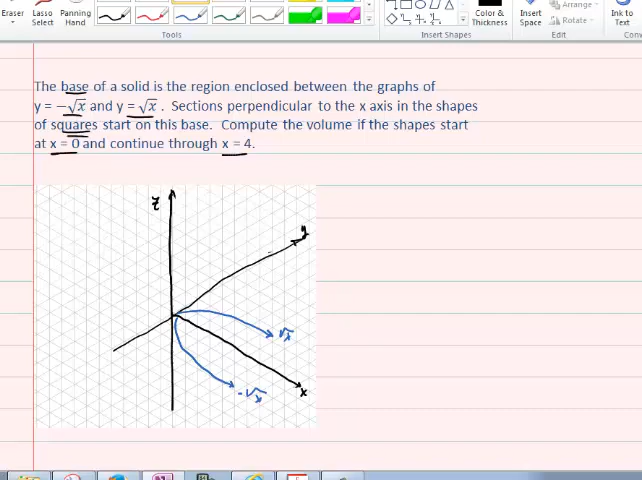 Eraser
Lasso
Select
Panning
Hand
Tools
Insert Shapes
Color &
Thickness
Insert
Space
Arrange
Rotate
Edit
Ink to
Text
The base of a solid is the region enclosed between the graphs of
y = −√x and y = √x . Sections perpendicular to the x axis in the shapes
of squares start on this base. Compute the volume if the shapes start
at x = 0 and continue through x = 4.
z
y
√x
x
-√x